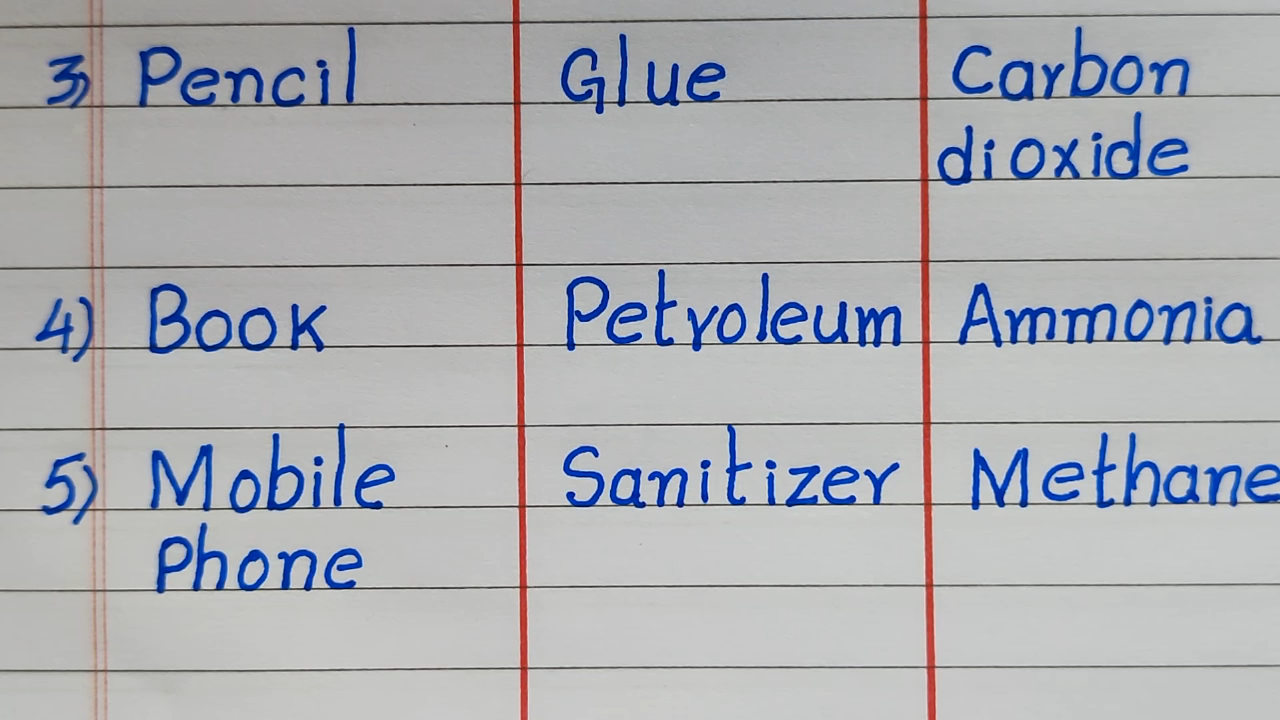 3) Pencil Glue Carbon
dioxide
4) Book Petroleum Ammonia
5) Mobile Sanitizer Methane
Phone